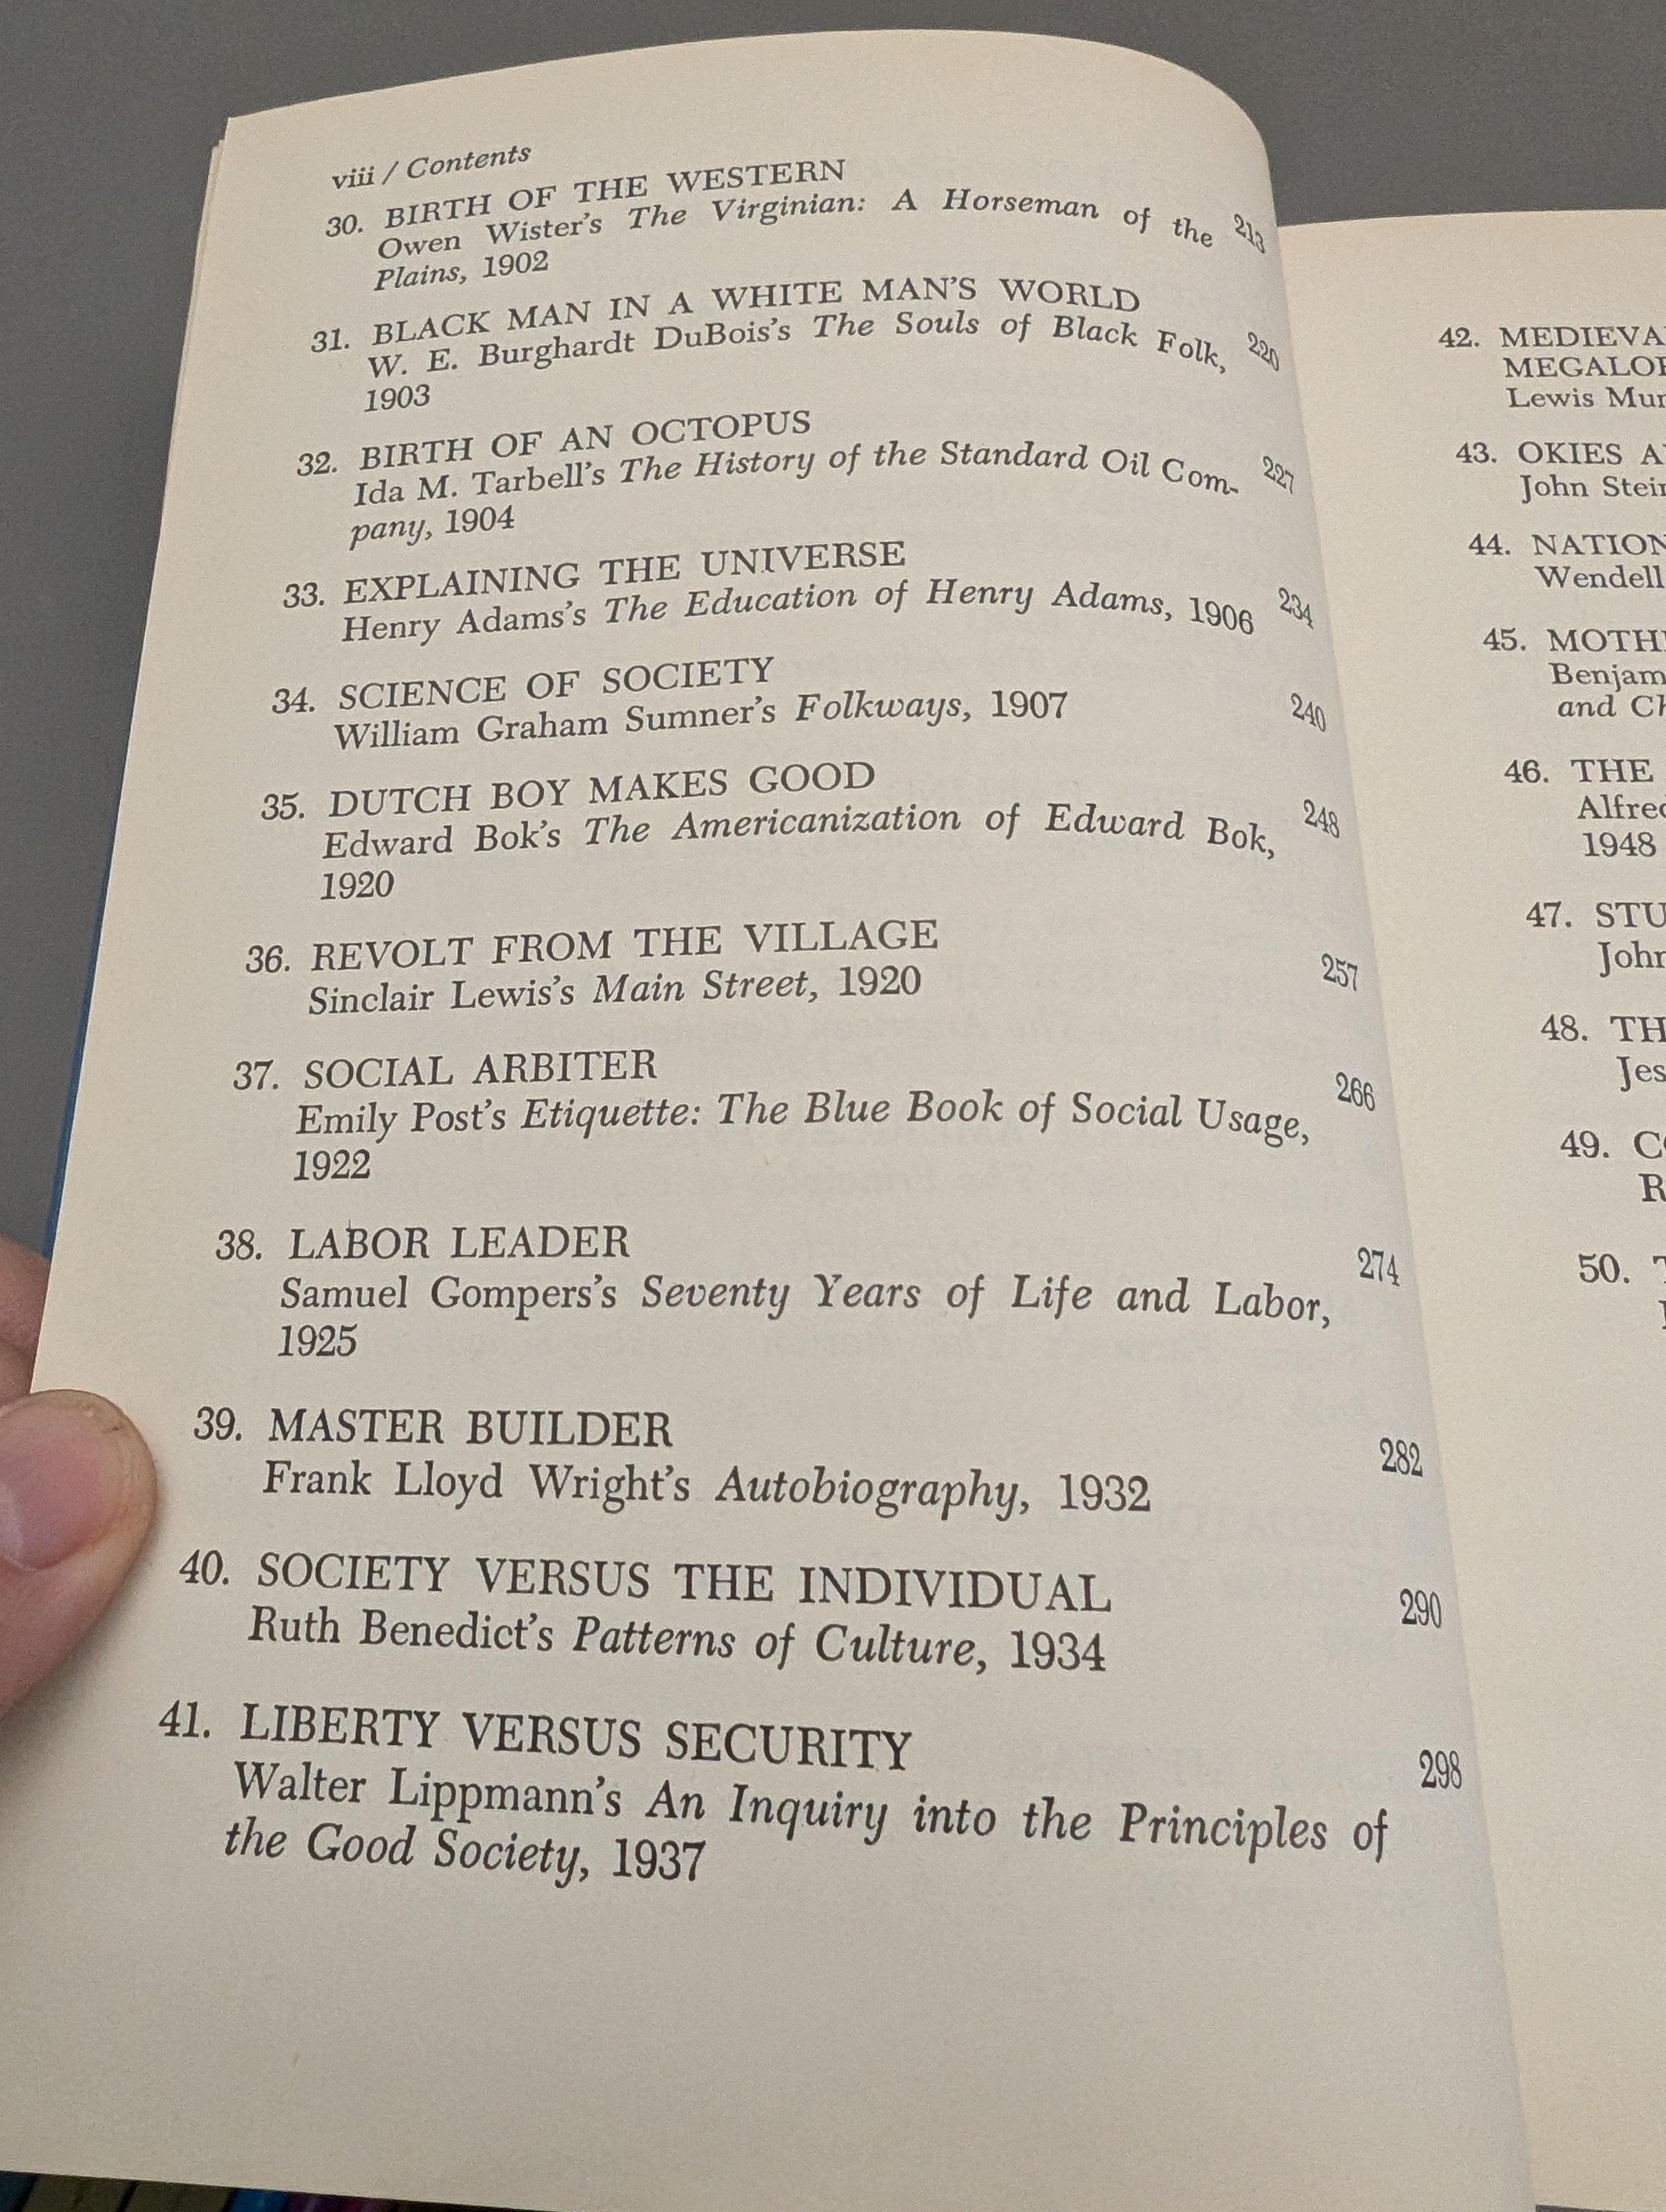 viii / Contents
30. BIRTH OF THE WESTERN 213
Owen Wister's The Virginian: A Horseman of the
Plains, 1902
31. BLACK MAN IN A WHITE MAN'S WORLD 220
W. E. Burghardt DuBois's The Souls of Black Folk,
1903
32. BIRTH OF AN OCTOPUS 227
Ida M. Tarbell's The History of the Standard Oil Com-
pany, 1904
33. EXPLAINING THE UNIVERSE 234
Henry Adams's The Education of Henry Adams, 1906
34. SCIENCE OF SOCIETY 240
William Graham Sumner's Folkways, 1907
35. DUTCH BOY MAKES GOOD 248
Edward Bok's The Americanization of Edward Bok,
1920
36. REVOLT FROM THE VILLAGE 257
Sinclair Lewis's Main Street, 1920
37. SOCIAL ARBITER 266
Emily Post's Etiquette: The Blue Book of Social Usage,
1922
38. LABOR LEADER 274
Samuel Gompers's Seventy Years of Life and Labor,
1925
39. MASTER BUILDER 282
Frank Lloyd Wright's Autobiography, 1932
40. SOCIETY VERSUS THE INDIVIDUAL 290
Ruth Benedict's Patterns of Culture, 1934
41. LIBERTY VERSUS SECURITY 298
Walter Lippmann's An Inquiry into the Principles of
the Good Society, 1937
42. MEDIEVA
MEGALO
Lewis Mu
43. OKIES A
John Stei
44. NATION
Wendell
45. MOTH
Benjam
and Ch
46. THE
Alfred
1948
47. STU
John
48. TH
Jes
49. C
R
50.